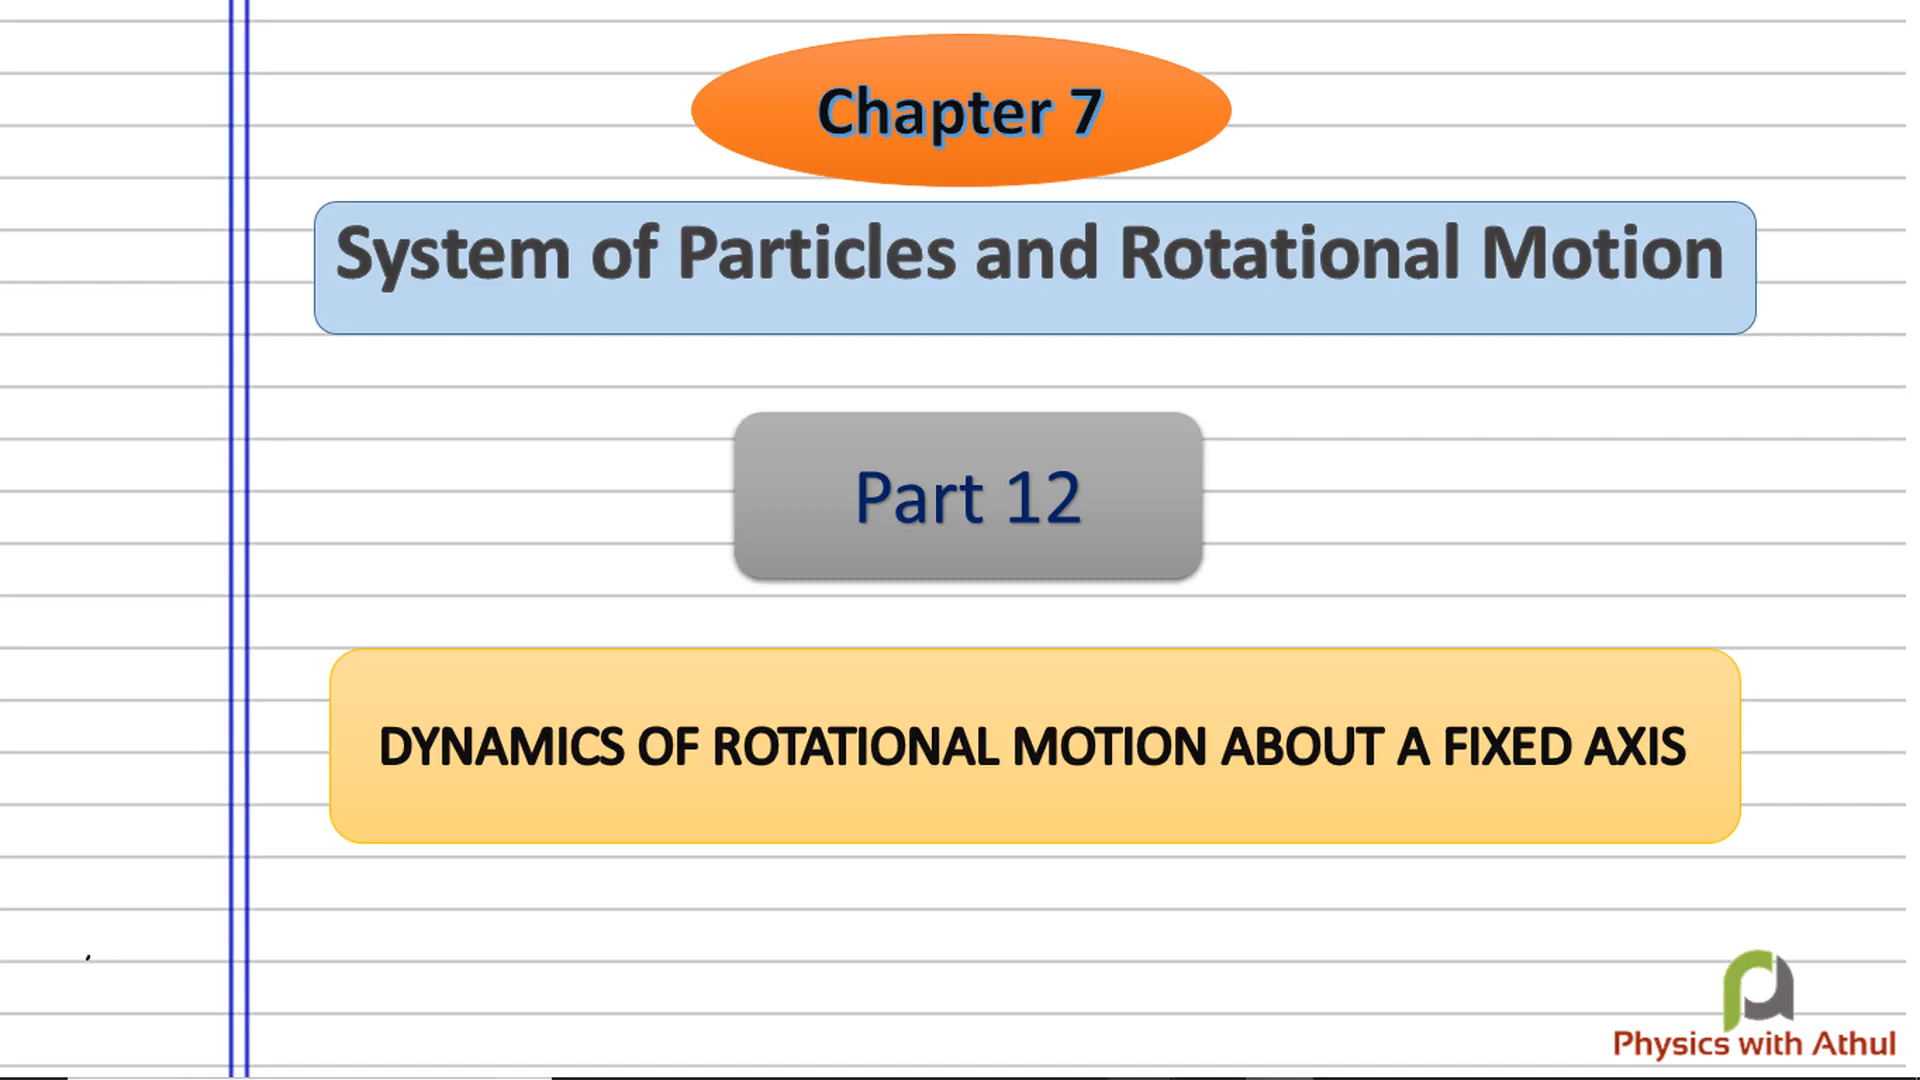 Chapter 7
System of Particles and Rotational Motion
Part 12
DYNAMICS OF ROTATIONAL MOTION ABOUT A FIXED AXIS
Physics with Athul